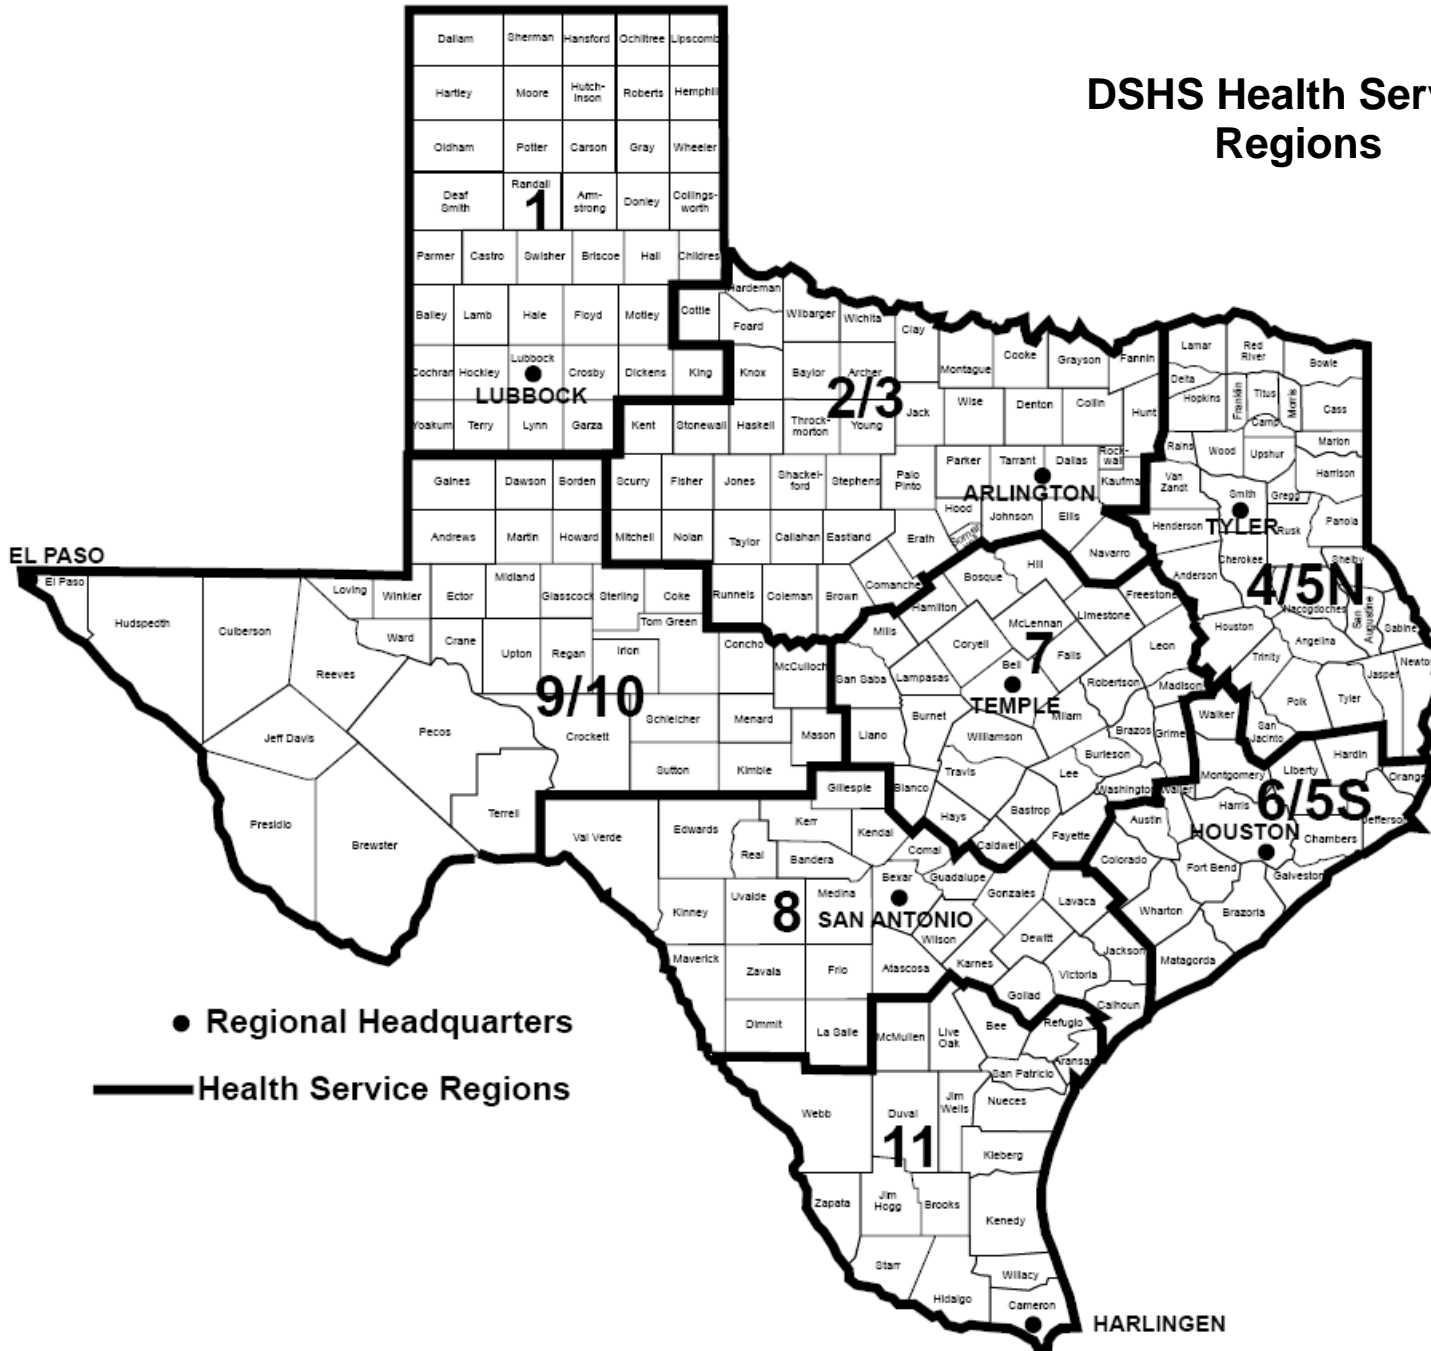 DSHS Health Serv
Regions
Dallam Sherman Hansford Ochiltree Lipscomb
Hartley Moore Hutch-
inson Roberts Hemphill
Oldham Potter Carson Gray Wheeler
Deaf
Smith Randall Arm-
strong Donley Collings-
worth
1
Parmer Castro Swisher Briscoe Hall Childres
Bailey Lamb Hale Floyd Motley Cottle Hardeman
Foard Wilbarger Wichita Clay
Cochran Hockley Lubbock Crosby Dickens King Knox Baylor Archer Montague Cooke Grayson Fannin
LUBBOCK
2/3
Lamar Red
River Bowie
Delta Hopkins Franklin Titus Morris Cass
Camp
Yoakum Terry Lynn Garza Kent Stonewall Haskell Throck-
morton Young Jack Wise Denton Collin Hunt
Rains Wood Upshur Marion
Harrison
Gaines Dawson Borden Scurry Fisher Jones Shackel-
ford Stephens Palo
Pinto Parker Tarrant Dallas Rock-
wall Kaufma Van
Zandt Smith Gregg
ARLINGTON
Hood Johnson Ellis Henderson
TYLER
Rusk Panola
Andrews Martin Howard Mitchell Nolan Taylor Callahan Eastland Erath Navarro
Cherokee Shelby
Anderson
4/5N
Nacogdoches San
Augustine Sabine
EL PASO
El Paso Hudspeth Culberson Loving Winkler Ector Midland Glasscock Sterling Coke Runnels Coleman Brown Comanche Hamilton Bosque Hill Freestone
Reeves Ward Crane Upton Regan Irion Tom Green Concho McCulloch Mills Coryell McLennan Limestone Houston Angelina
San Saba Lampasas Bell Falls Leon Trinity Jasper Newto
7
TEMPLE
9/10
Jeff Davis Pecos Crockett Schleicher Menard Mason Llano Burnet Williamson Milam Robertson Madison Walker Polk Tyler
San
Jacinto
Brazos Grime
Burleson
Sutton Kimble Travis Lee Washington Waller Montgomery Liberty Hardin Orange
Presidio Brewster Terrell Gillespie Blanco Hays Bastrop Fayette Austin Harris
6/5S
Jefferso
HOUSTON
Chambers
Val Verde Edwards Kerr Kendal Comal Caldwell Colorado Fort Bend Galveston
Real Bandera Bexar Guadalupe Gonzales Lavaca Wharton Brazoria
Kinney Uvalde Medina
8
SAN ANTONIO
Wilson Dewitt Jackson Matagorda
Maverick Zavala Frio Atascosa Karnes Victoria
Goliad Calhoun
Dimmit La Salle McMullen Live
Oak Bee Refugio
Aransas
San Patricio
Regional Headquarters
Health Service Regions
Webb Duval Jim
Wells Nueces
11
Kleberg
Zapata Jim
Hogg Brooks Kenedy
Starr Hidalgo Willacy
Cameron
HARLINGEN